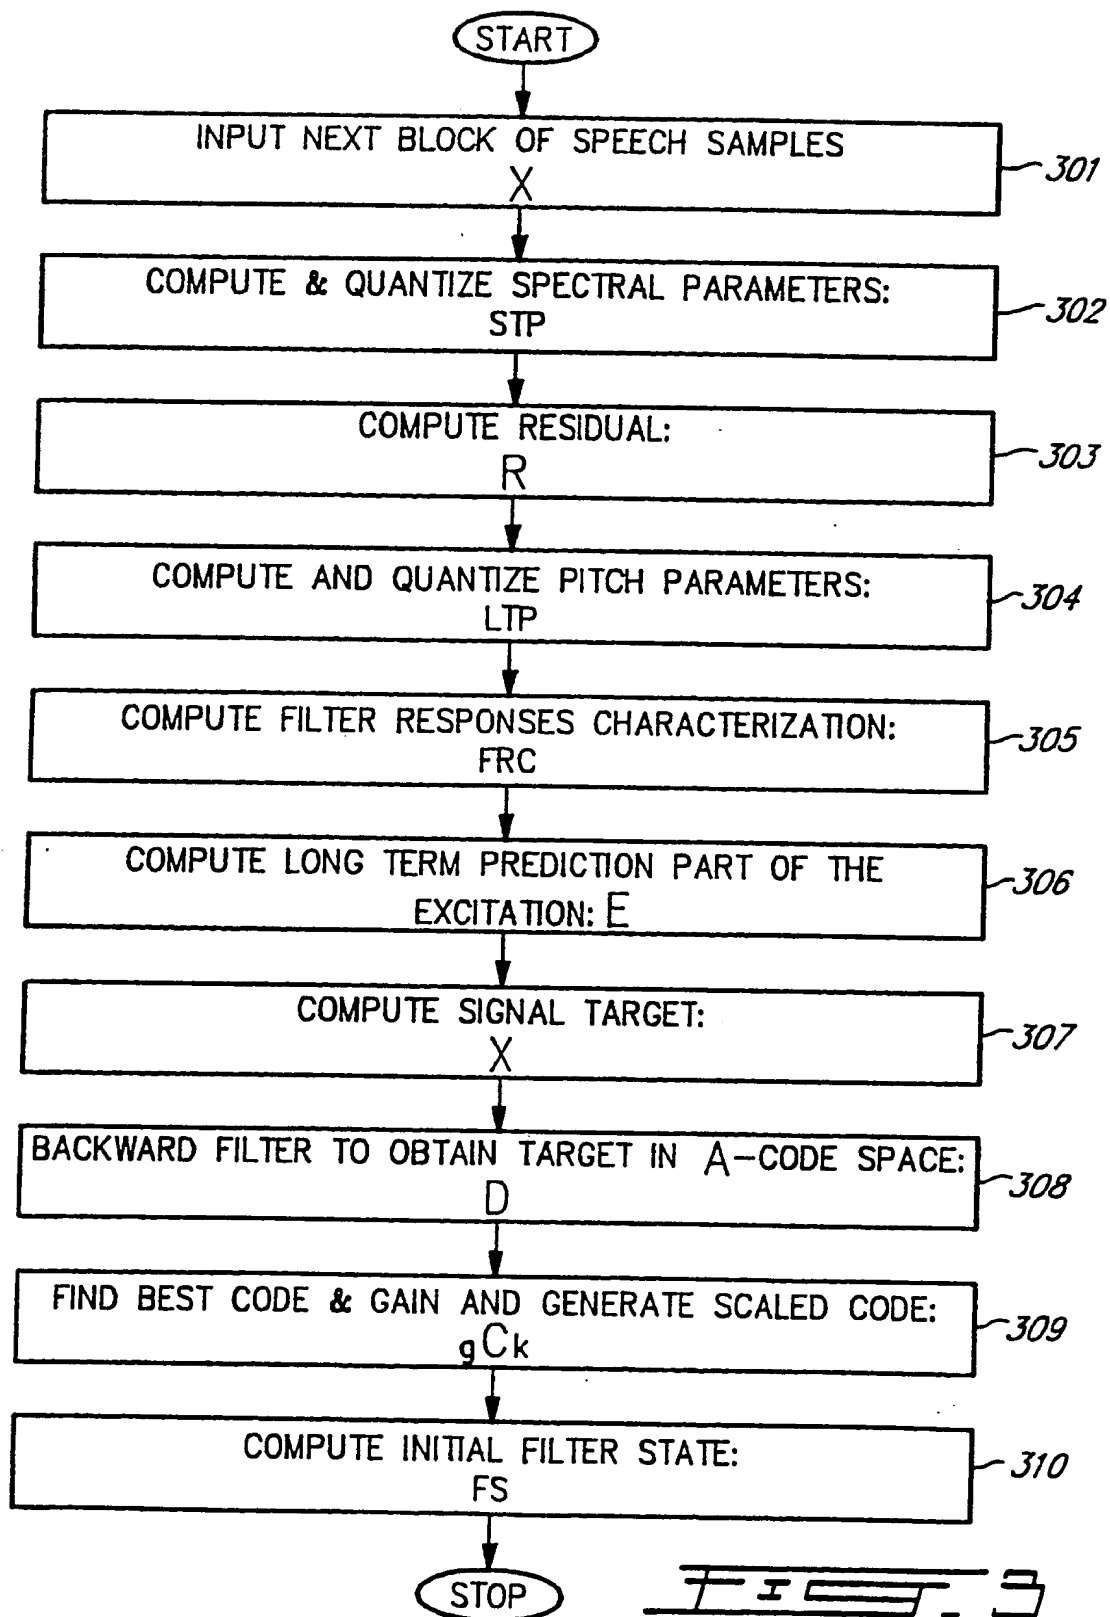 START
INPUT NEXT BLOCK OF SPEECH SAMPLES
X
301
COMPUTE & QUANTIZE SPECTRAL PARAMETERS:
STP
302
COMPUTE RESIDUAL:
R
303
COMPUTE AND QUANTIZE PITCH PARAMETERS:
LTP
304
COMPUTE FILTER RESPONSES CHARACTERIZATION:
FRC
305
COMPUTE LONG TERM PREDICTION PART OF THE
EXCITATION: E
306
COMPUTE SIGNAL TARGET:
X
307
BACKWARD FILTER TO OBTAIN TARGET IN A-CODE SPACE:
D
308
FIND BEST CODE & GAIN AND GENERATE SCALED CODE:
gCk
309
COMPUTE INITIAL FILTER STATE:
FS
310
STOP
FIG. 3